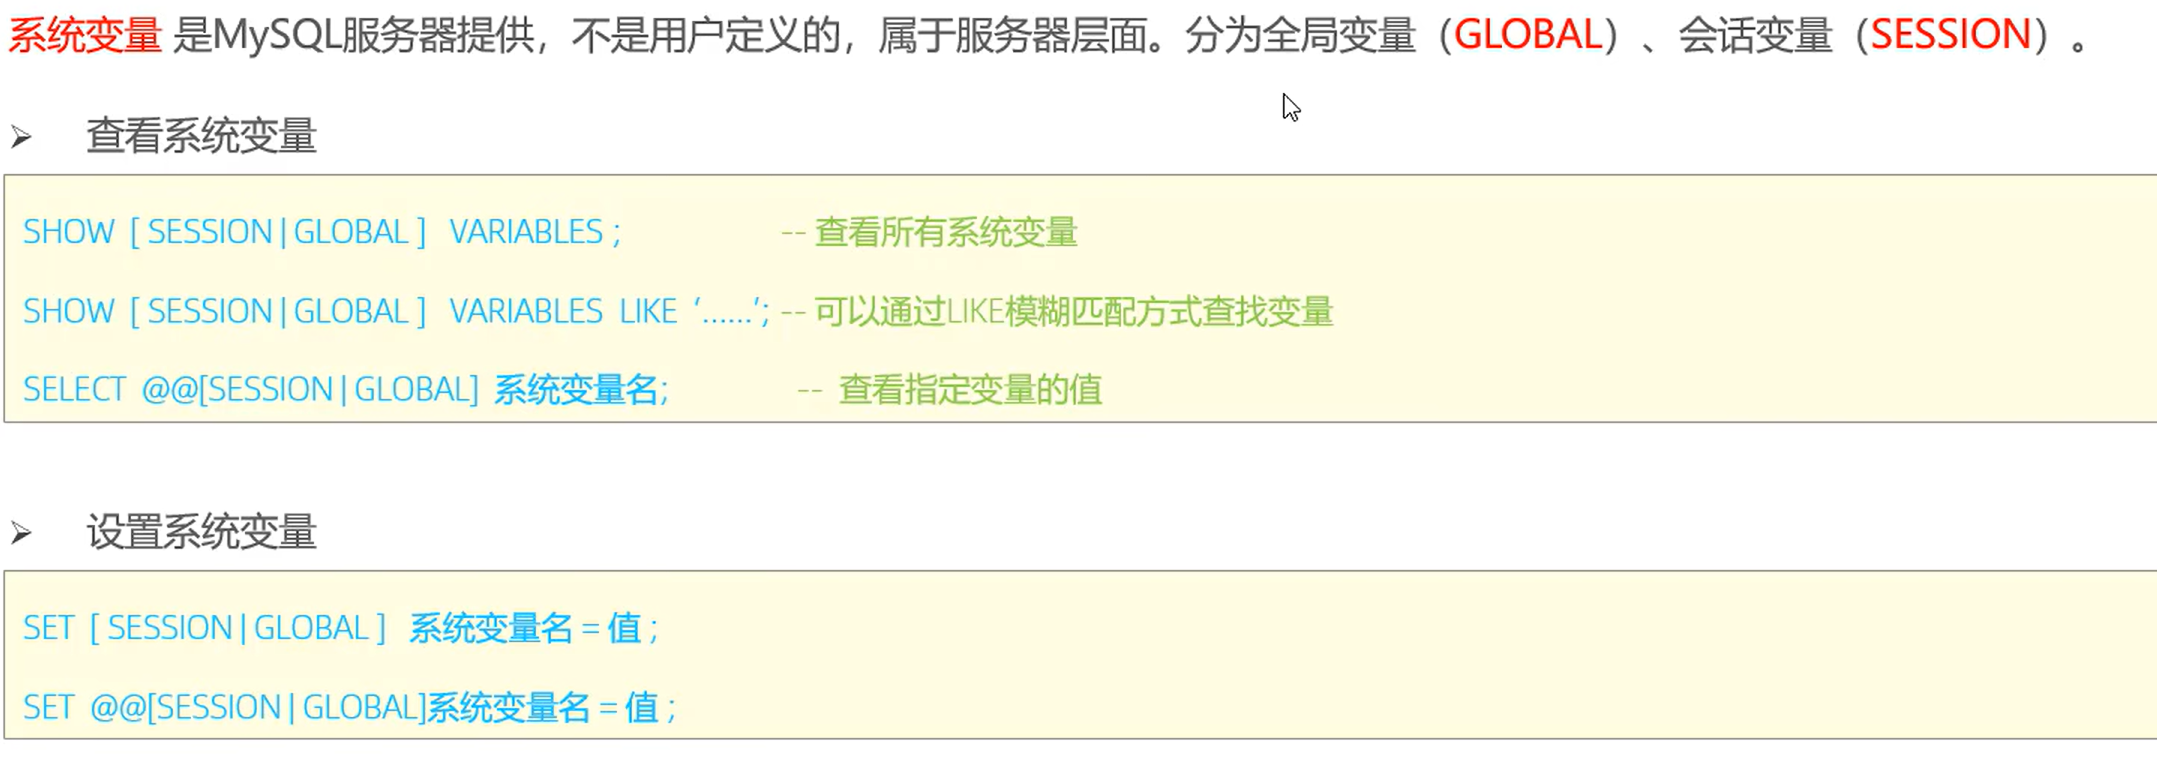 系统变量 是MySQL服务器提供，不是用户定义的，属于服务器层面。分为全局变量（GLOBAL）、会话变量（SESSION）。
➢ 查看系统变量
SHOW [ SESSION | GLOBAL ] VARIABLES ; -- 查看所有系统变量
SHOW [ SESSION | GLOBAL ] VARIABLES LIKE ‘......’; -- 可以通过LIKE模糊匹配方式查找变量
SELECT @@[SESSION | GLOBAL] 系统变量名; -- 查看指定变量的值
➢ 设置系统变量
SET [ SESSION | GLOBAL ] 系统变量名 = 值 ;
SET @@[SESSION | GLOBAL]系统变量名 = 值 ;